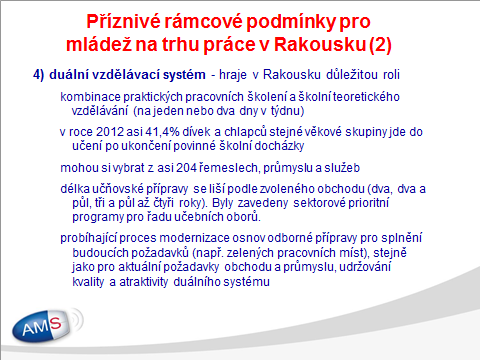 Příznivé rámcové podmínky pro
mládež na trhu práce v Rakousku (2)
4) duální vzdělávací systém - hraje v Rakousku důležitou roli
kombinace praktických pracovních školení a školní teoretického
vzdělávání (na jeden nebo dva dny v týdnu)
v roce 2012 asi 41,4% dívek a chlapců stejné věkové skupiny jde do
učení po ukončení povinné školní docházky
mohou si vybrat z asi 204 řemeslech, průmyslu a služeb
délka učňovské přípravy se liší podle zvoleného obchodu (dva, dva a
půl, tři a půl až čtyři roky). Byly zavedeny sektorové prioritní
programy pro řadu učebních oborů.
probíhající proces modernizace osnov odborné přípravy pro splnění
budoucích požadavků (např. zelených pracovních míst), stejně
jako pro aktuální požadavky obchodu a průmyslu, udržování
kvality a atraktivity duálního systému
AMS